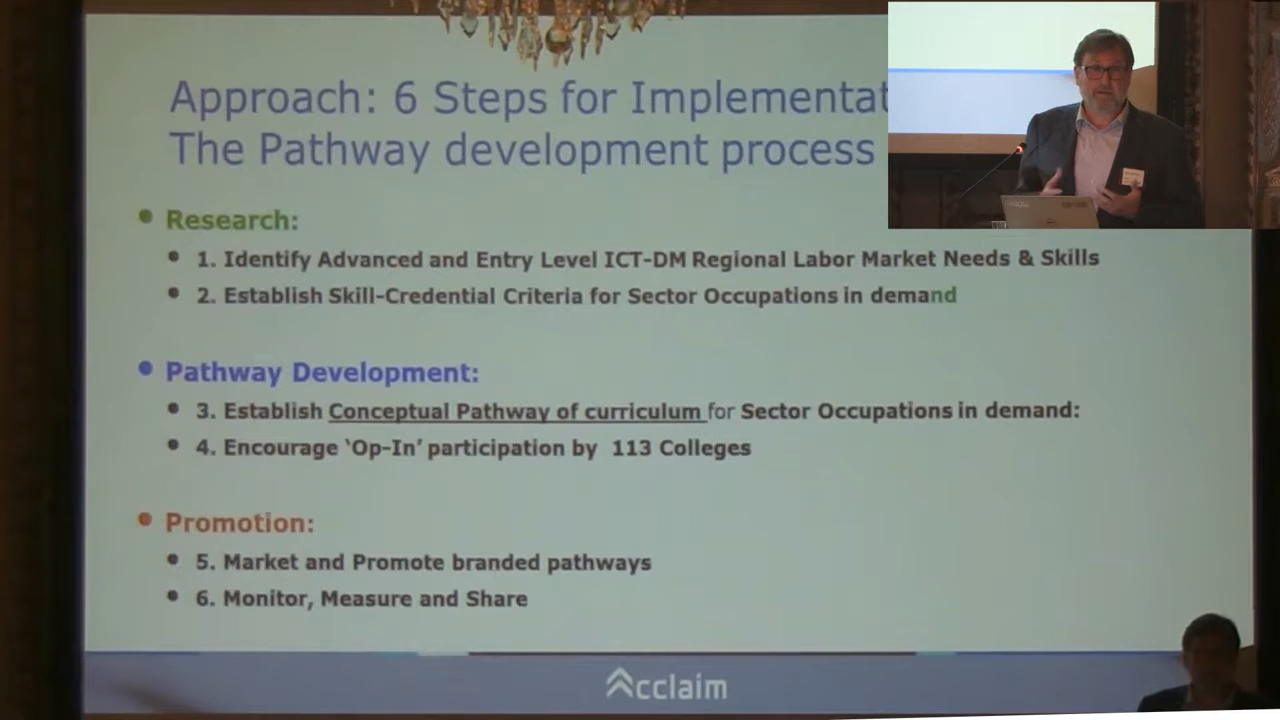 Approach: 6 Steps for Implementat
The Pathway development process
Research:
1. Identify Advanced and Entry Level ICT-DM Regional Labor Market Needs & Skills
2. Establish Skill-Credential Criteria for Sector Occupations in demand
Pathway Development:
3. Establish Conceptual Pathway of curriculum for Sector Occupations in demand:
4. Encourage ‘Op-In’ participation by 113 Colleges
Promotion:
5. Market and Promote branded pathways
6. Monitor, Measure and Share
Acclaim